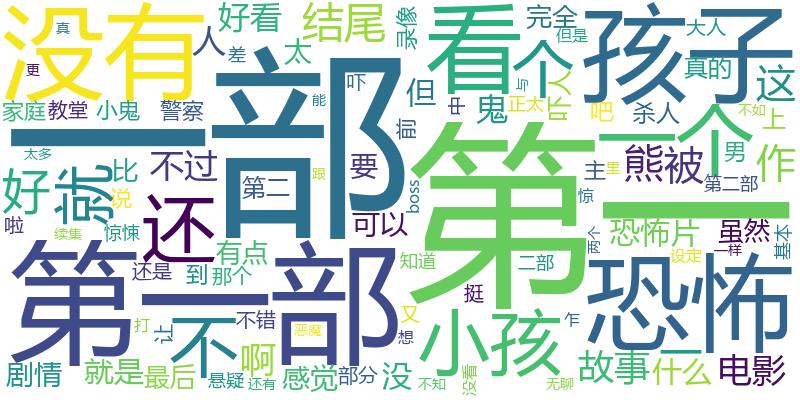 没有
人
好看
差
太
结尾
录像
看
个
完全
但是
孩子
大人
真的
这
真
更
家庭
教堂
小鬼
警察
一部
吓
能
但
前
中
鬼
与
正太
吓人
吧
杀人
一个
不如
上
太多
好
就
比
说
不过
第二
跟
要
boss
第一
主
里
熊被
男
作
第二部
啦
惊悚
续集
还
有点
可以
惊
两个
恐怖片
设定
虽然
一样
基本
第一部
还是
到
那个
不
不错
恶魔
知道
又
想
二部
挺
小孩
乍
恐怖
打
让
剧情
就是
最后
悬疑
啊
还有
感觉
部分
没
不知
没看
无聊
故事
什么
电影